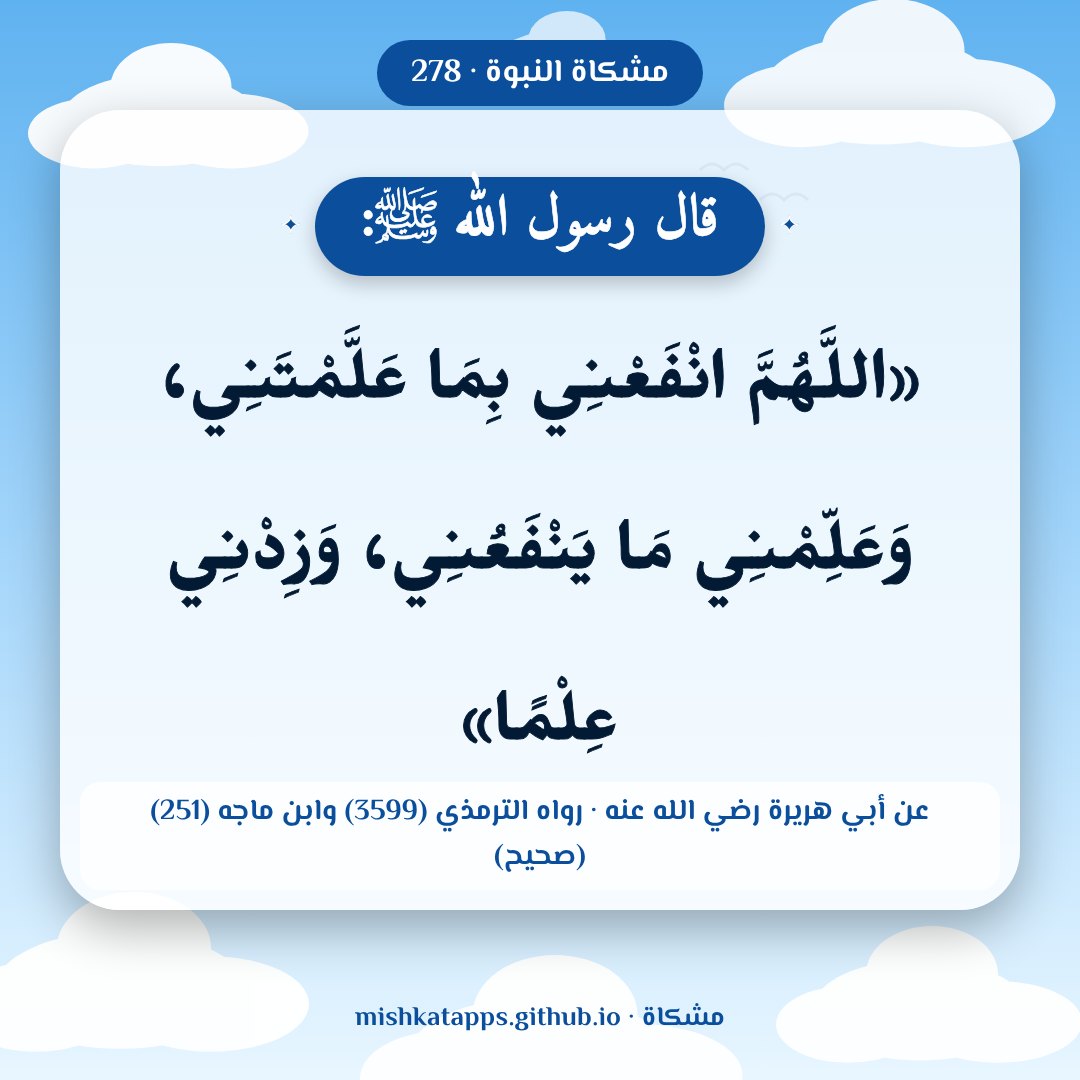 مشكاة النبوة · 278
قال رسول الله ﷺ:
«اللَّهُمَّ انْفَعْنِي بِمَا عَلَّمْتَنِي،
وَعَلِّمْنِي مَا يَنْفَعُنِي، وَزِدْنِي
عِلْمًا»
عن أبي هريرة رضي الله عنه · رواه الترمذي (3599) وابن ماجه (251)
(صحيح)
مشكاة · mishkatapps.github.io